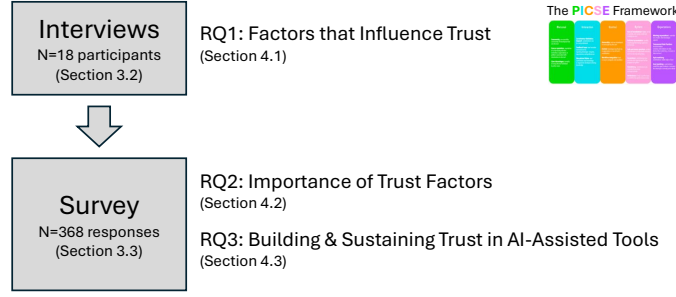 Interviews
N=18 participants
(Section 3.2)
RQ1: Factors that Influence Trust
(Section 4.1)
The PICSE Framework
Survey
N=368 responses
(Section 3.3)
RQ2: Importance of Trust Factors
(Section 4.2)
RQ3: Building & Sustaining Trust in AI-Assisted Tools
(Section 4.3)